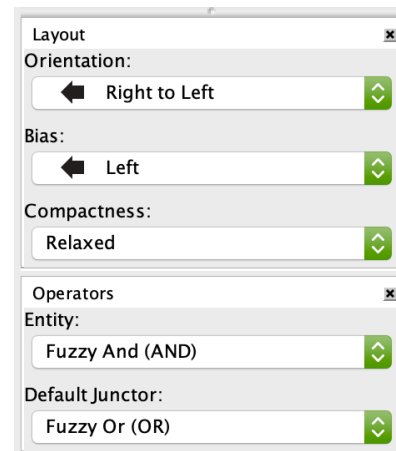 Layout
Orientation:
Right to Left
Bias:
Left
Compactness:
Relaxed
Operators
Entity:
Fuzzy And (AND)
Default Junctor:
Fuzzy Or (OR)